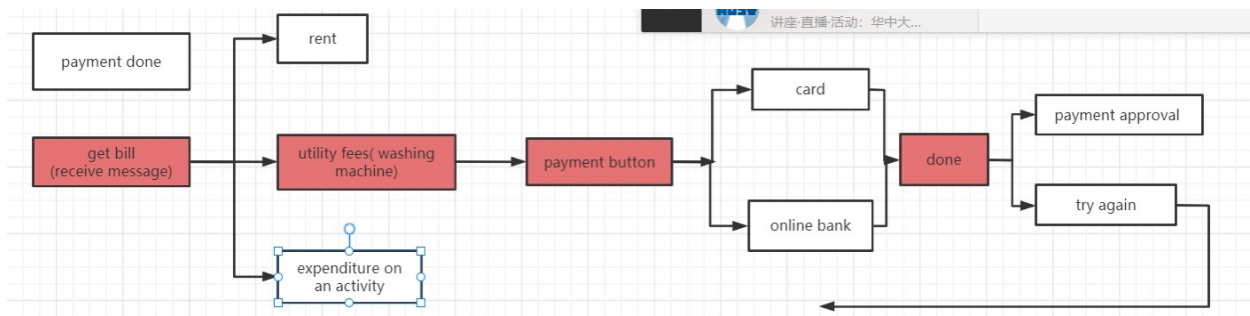 payment done
rent
讲座·直播·活动: 华中大...
get bill
(receive message)
utility fees( washing
machine)
expenditure on
an activity
payment button
card
online bank
done
payment approval
try again